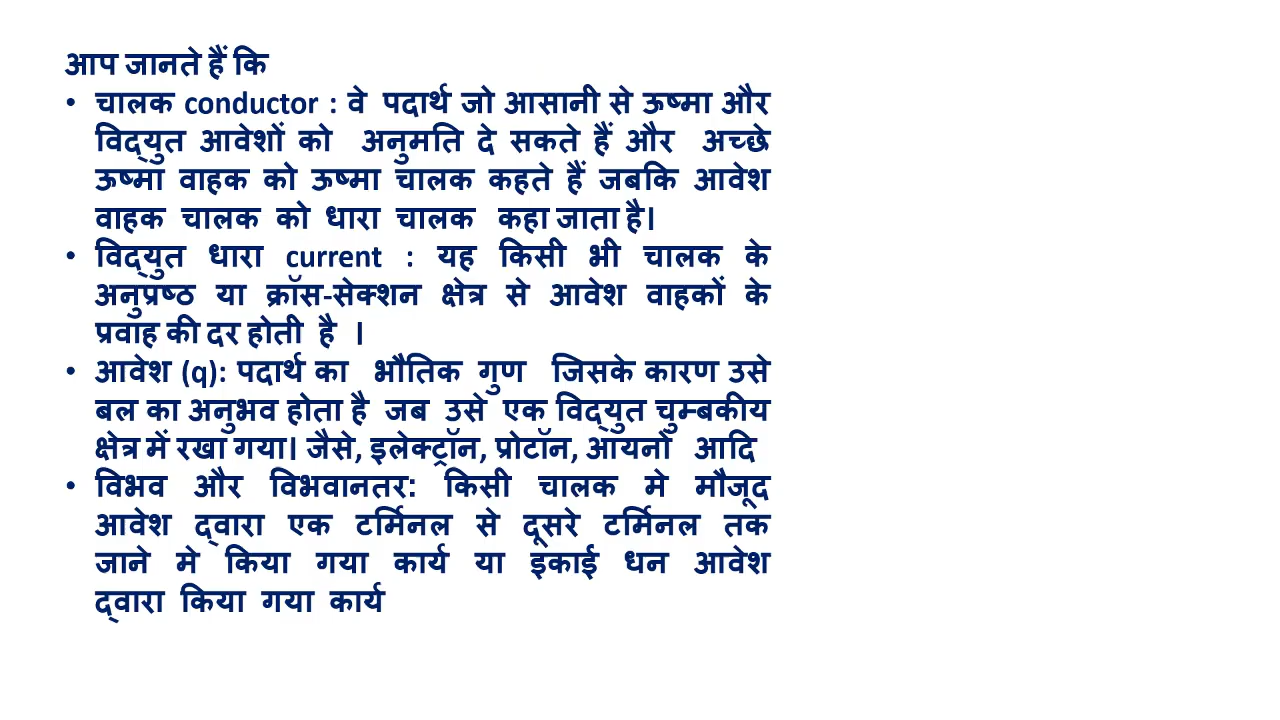 आप जानते हैं कि
• चालक conductor : वे पदार्थ जो आसानी से ऊष्मा और
विद्युत आवेशों को अनुमति दे सकते हैं और अच्छे
ऊष्मा वाहक को ऊष्मा चालक कहते हैं जबकि आवेश
वाहक चालक को धारा चालक कहा जाता है।
• विद्युत धारा current : यह किसी भी चालक के
अनुप्रष्ठ या क्रॉस-सेक्शन क्षेत्र से आवेश वाहकों के
प्रवाह की दर होती है ।
• आवेश (q): पदार्थ का भौतिक गुण जिसके कारण उसे
बल का अनुभव होता है जब उसे एक विद्युत चुम्बकीय
क्षेत्र में रखा गया। जैसे, इलेक्ट्रॉन, प्रोटॉन, आयनों आदि
• विभव और विभवानतर: किसी चालक मे मौजूद
आवेश द्वारा एक टर्मिनल से दूसरे टर्मिनल तक
जाने मे किया गया कार्य या इकाई धन आवेश
द्वारा किया गया कार्य